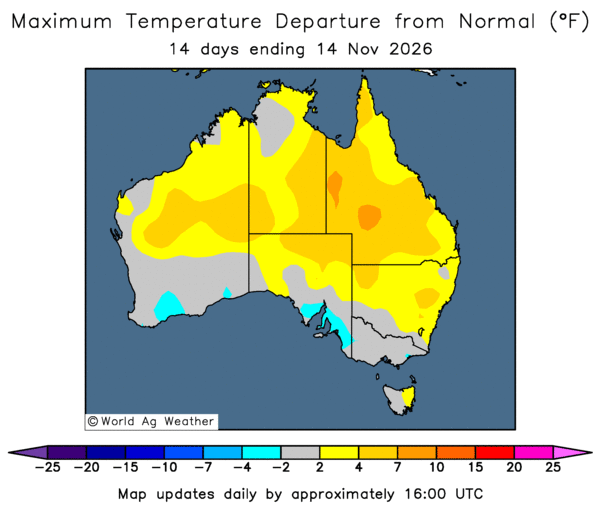 Maximum Temperature Departure from Normal (°F)
14 days ending 14 Nov 2026
©World Ag Weather
-25 -20 -15 -10 -7 -4 -2 2 4 7 10 15 20 25
Map updates daily by approximately 16:00 UTC